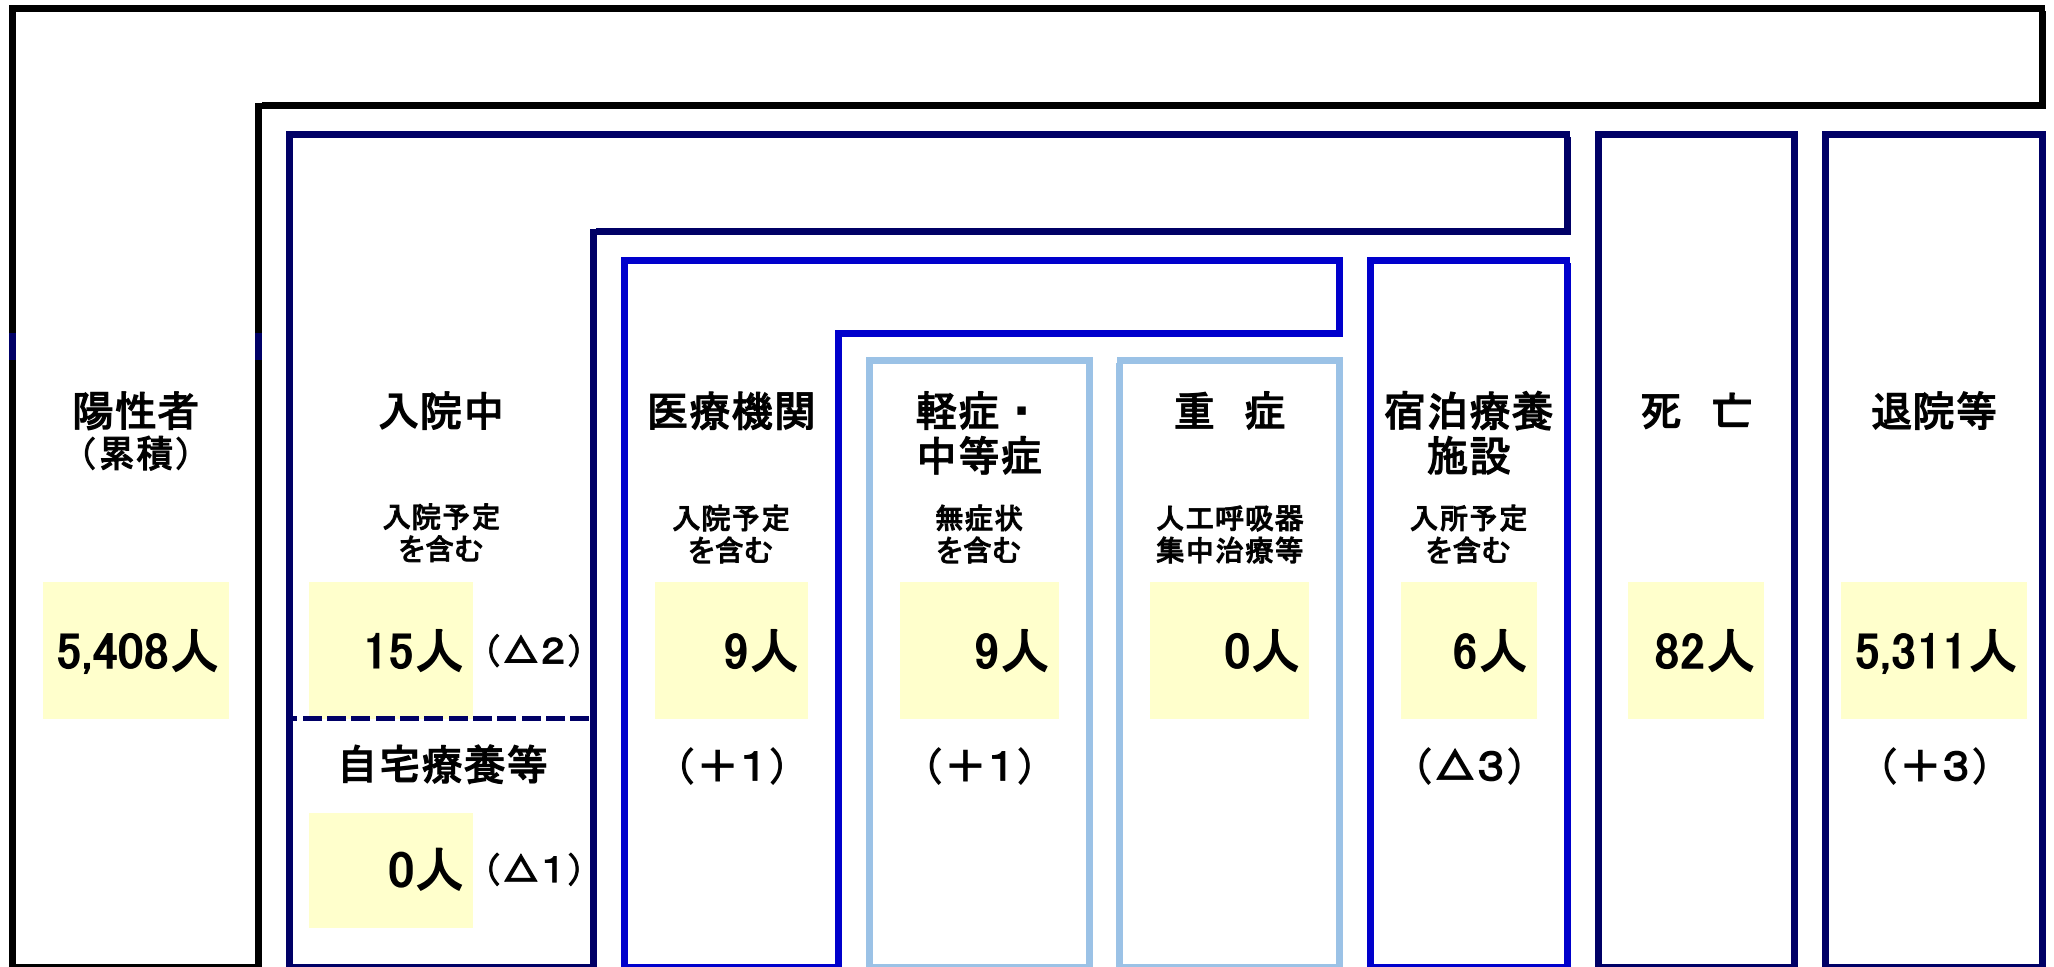 陽性者
（累積）
5,408人
入院中
入院予定
を含む
15人（△2）
自宅療養等
0人（△1）
医療機関
入院予定
を含む
9人
（＋1）
軽症・
中等症
無症状
を含む
9人
（＋1）
重　症
人工呼吸器
集中治療等
0人
宿泊療養
施設
入所予定
を含む
6人
（△3）
死　亡
82人
退院等
5,311人
（＋3）